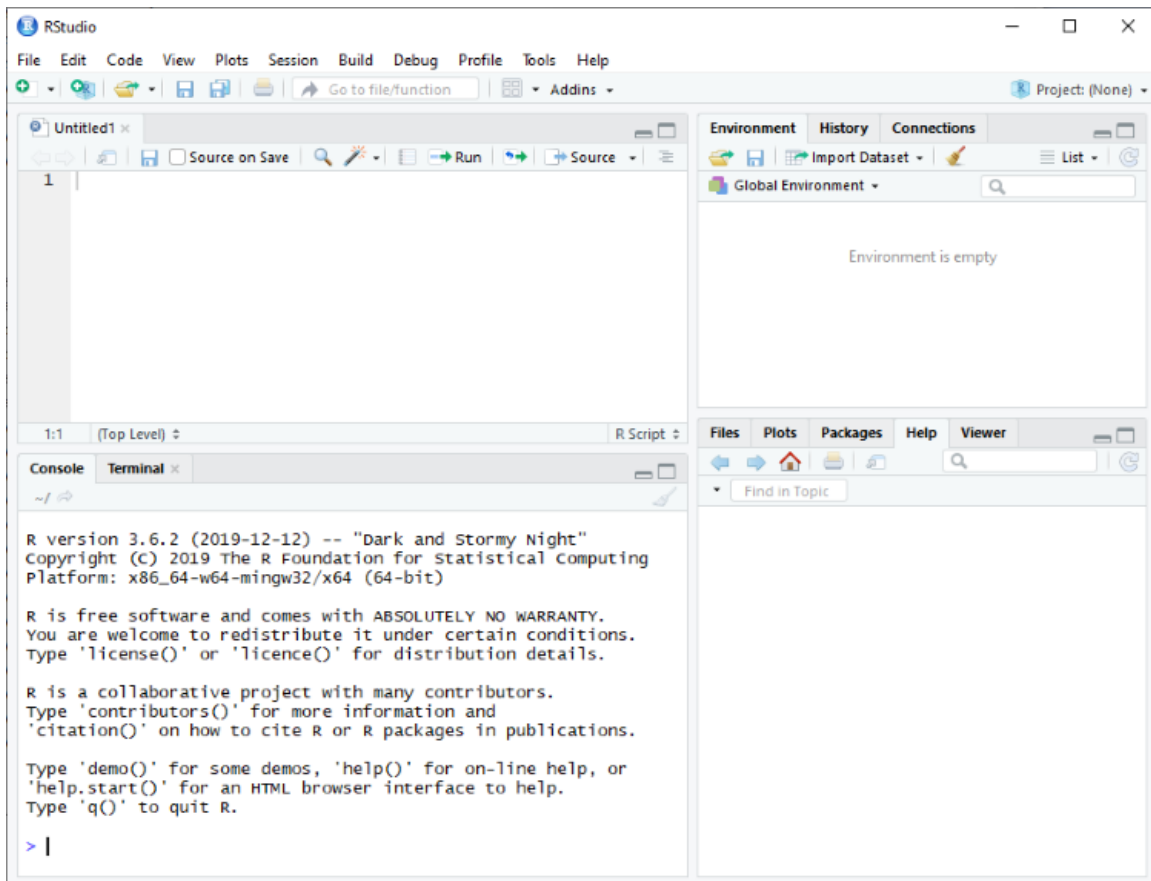 RStudio
File Edit Code View Plots Session Build Debug Profile Tools Help
Go to file/function Addins Project: (None)
Untitled1
Source on Save Run Source
1
1:1 (Top Level) R Script
Console Terminal
~/
R version 3.6.2 (2019-12-12) -- "Dark and Stormy Night"
Copyright (C) 2019 The R Foundation for Statistical Computing
Platform: x86_64-w64-mingw32/x64 (64-bit)
R is free software and comes with ABSOLUTELY NO WARRANTY.
You are welcome to redistribute it under certain conditions.
Type 'license()' or 'licence()' for distribution details.
R is a collaborative project with many contributors.
Type 'contributors()' for more information and
'citation()' on how to cite R or R packages in publications.
Type 'demo()' for some demos, 'help()' for on-line help, or
'help.start()' for an HTML browser interface to help.
Type 'q()' to quit R.
>
Environment History Connections
Import Dataset List
Global Environment
Environment is empty
Files Plots Packages Help Viewer
Find in Topic